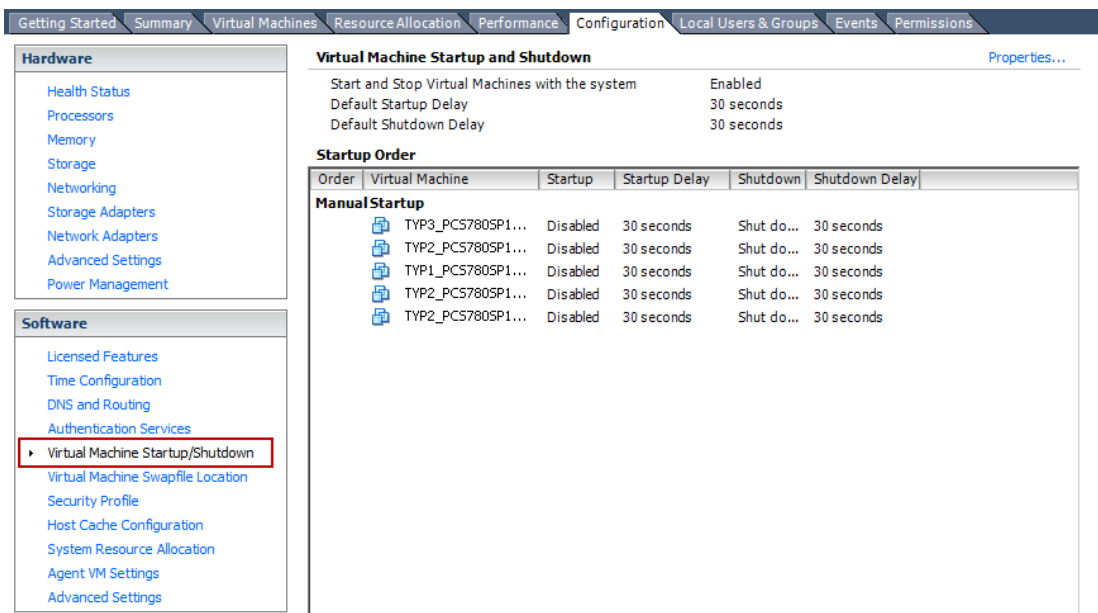 Getting Started Summary Virtual Machines Resource Allocation Performance Configuration Local Users & Groups Events Permissions
Hardware
Health Status
Processors
Memory
Storage
Networking
Storage Adapters
Network Adapters
Advanced Settings
Power Management
Software
Licensed Features
Time Configuration
DNS and Routing
Authentication Services
Virtual Machine Startup/Shutdown
Virtual Machine Swapfile Location
Security Profile
Host Cache Configuration
System Resource Allocation
Agent VM Settings
Advanced Settings
Virtual Machine Startup and Shutdown Properties...
Start and Stop Virtual Machines with the system Enabled
Default Startup Delay 30 seconds
Default Shutdown Delay 30 seconds
Startup Order
Order Virtual Machine Startup Startup Delay Shutdown Shutdown Delay
Manual Startup
TYP3_PCS780SP1... Disabled 30 seconds Shut do... 30 seconds
TYP2_PCS780SP1... Disabled 30 seconds Shut do... 30 seconds
TYP1_PCS780SP1... Disabled 30 seconds Shut do... 30 seconds
TYP2_PCS780SP1... Disabled 30 seconds Shut do... 30 seconds
TYP2_PCS780SP1... Disabled 30 seconds Shut do... 30 seconds